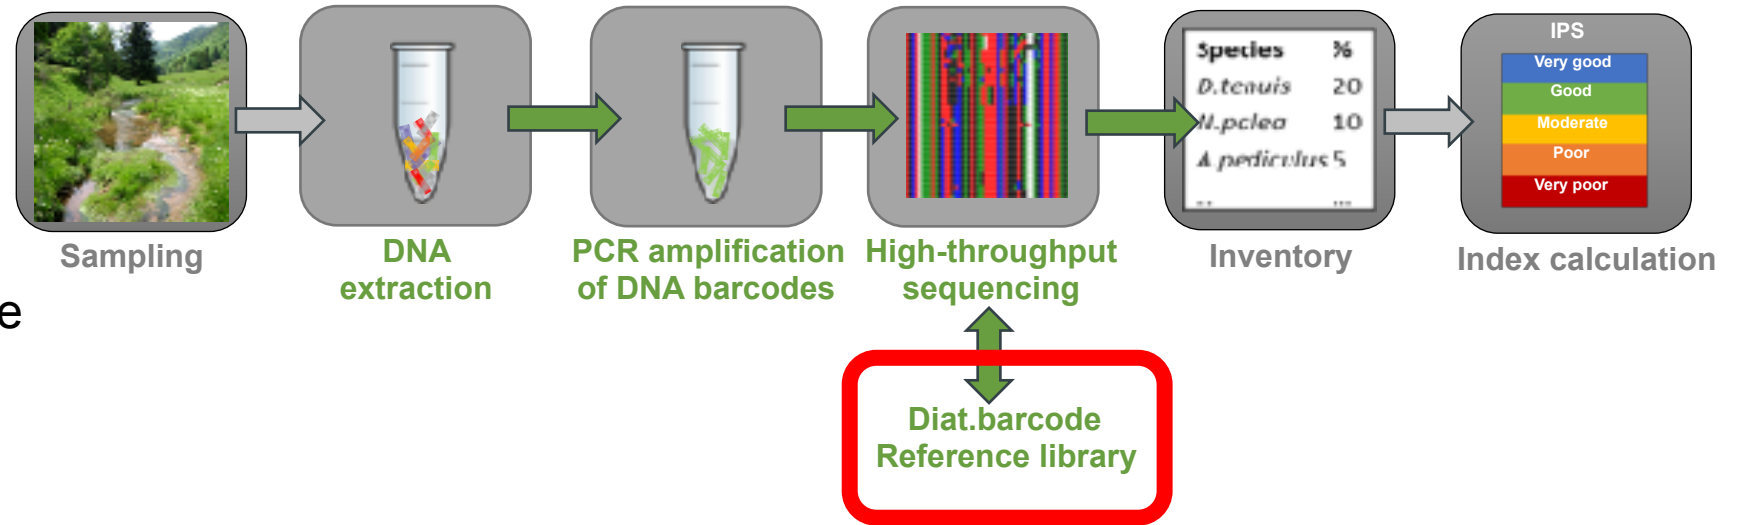 IPS
Very good
Good
Moderate
Poor
Very poor
Species %
D.tenuis 20
N.pclea 10
A.pediculus 5
... ...
Sampling
DNA
extraction
PCR amplification
of DNA barcodes
High-throughput
sequencing
Inventory
Index calculation
e
Diat.barcode
Reference library